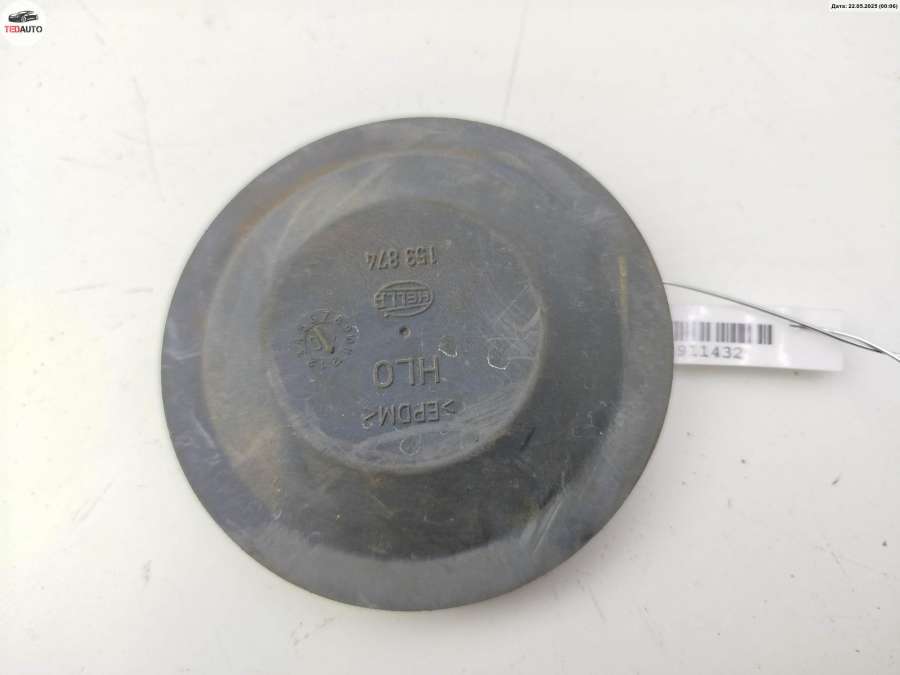 TEDAUTO
Дата: 22.05.2025 (00:06)
153 874
HELLA
HLO
>EPDM<
911432